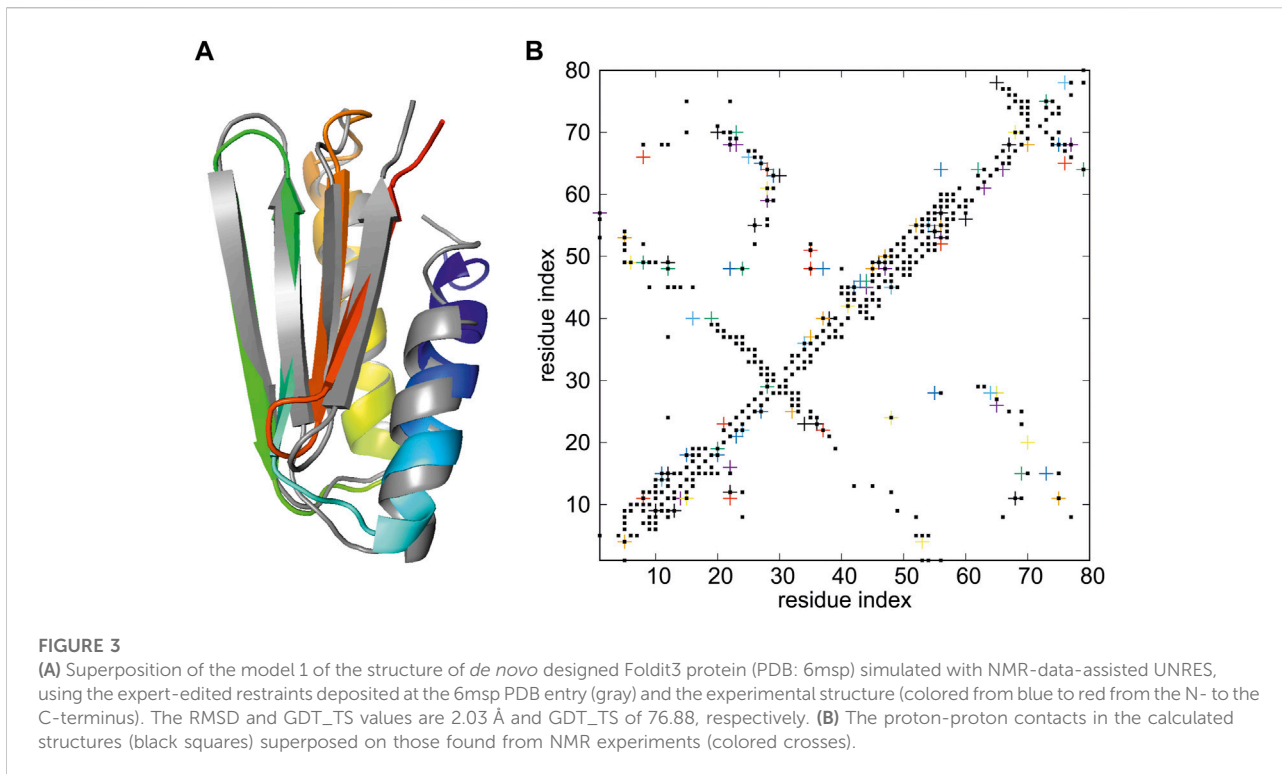 A
B
80
70
60
50
40
30
20
10
residue index
10 20 30 40 50 60 70 80
residue index
FIGURE 3
(A) Superposition of the model 1 of the structure of de novo designed Foldit3 protein (PDB: 6msp) simulated with NMR-data-assisted UNRES,
using the expert-edited restraints deposited at the 6msp PDB entry (gray) and the experimental structure (colored from blue to red from the N- to the
C-terminus). The RMSD and GDT_TS values are 2.03 Å and GDT_TS of 76.88, respectively. (B) The proton-proton contacts in the calculated
structures (black squares) superposed on those found from NMR experiments (colored crosses).